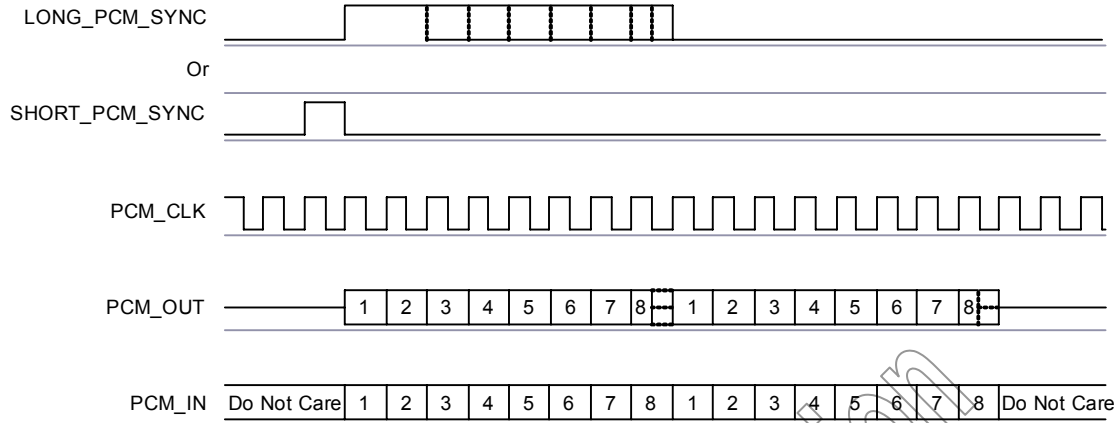 LONG_PCM_SYNC
Or
SHORT_PCM_SYNC
PCM_CLK
PCM_OUT 1 2 3 4 5 6 7 8 1 2 3 4 5 6 7 8
PCM_IN Do Not Care 1 2 3 4 5 6 7 8 1 2 3 4 5 6 7 8 Do Not Care